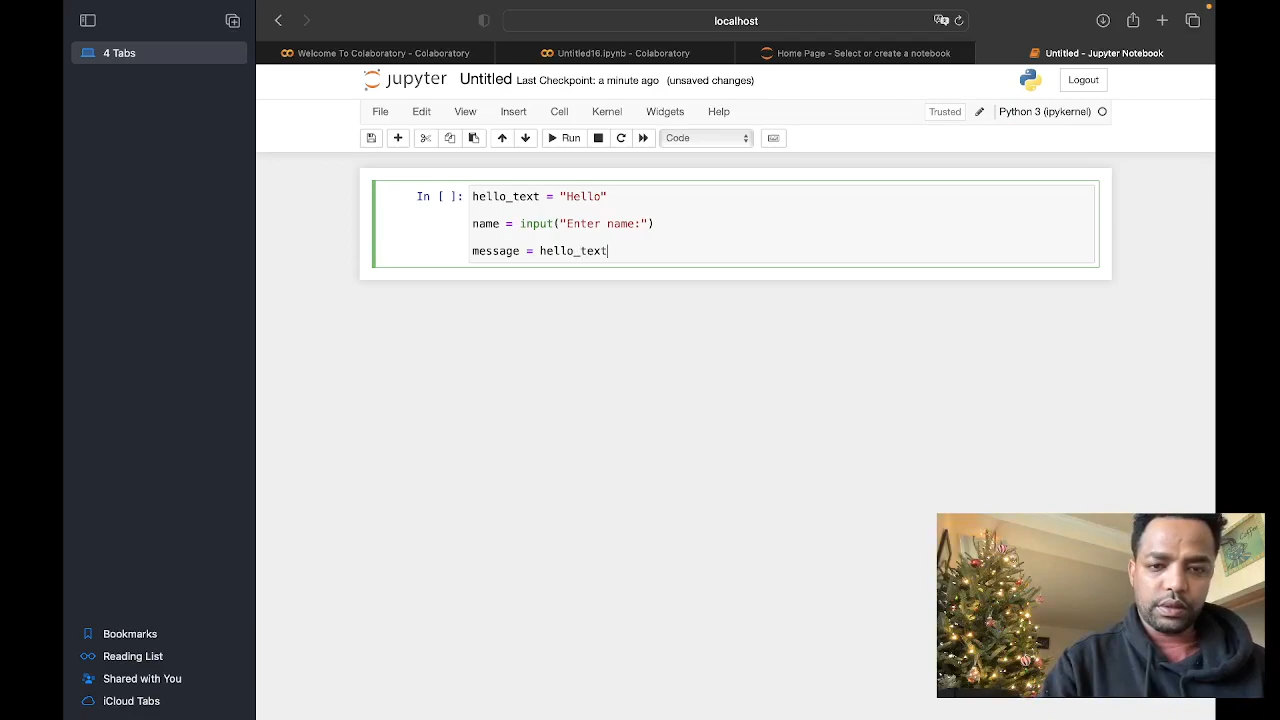 localhost
4 Tabs
Welcome To Colaboratory - Colaboratory
Untitled16.ipynb - Colaboratory
Home Page - Select or create a notebook
Untitled - Jupyter Notebook
jupyter Untitled Last Checkpoint: a minute ago (unsaved changes)
Logout
File Edit View Insert Cell Kernel Widgets Help
Trusted
Python 3 (ipykernel)
Run
Code
In [ ]: hello_text = "Hello"
name = input("Enter name:")
message = hello_text
Coffee
Bookmarks
Reading List
Shared with You
iCloud Tabs